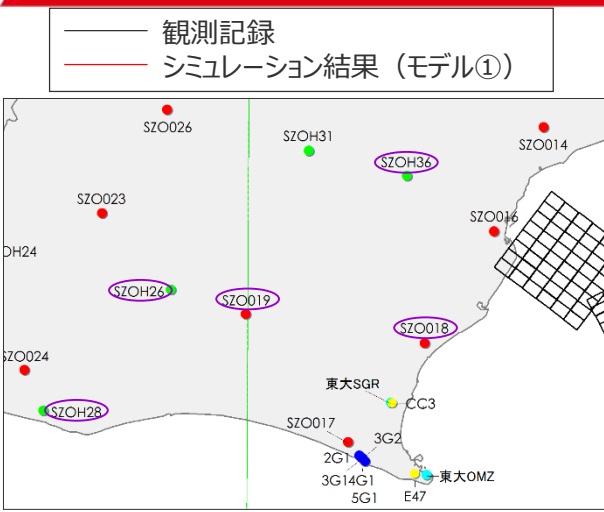 観測記録
シミュレーション結果（モデル①）
SZO026
SZOH31
SZO014
SZOH36
SZO023
SZO016
OH24
SZOH26
SZO019
SZO018
SZO024
東大SGR
CC3
SZOH28
SZO017
3G2
2G1
3G14G1
東大OMZ
5G1
E47